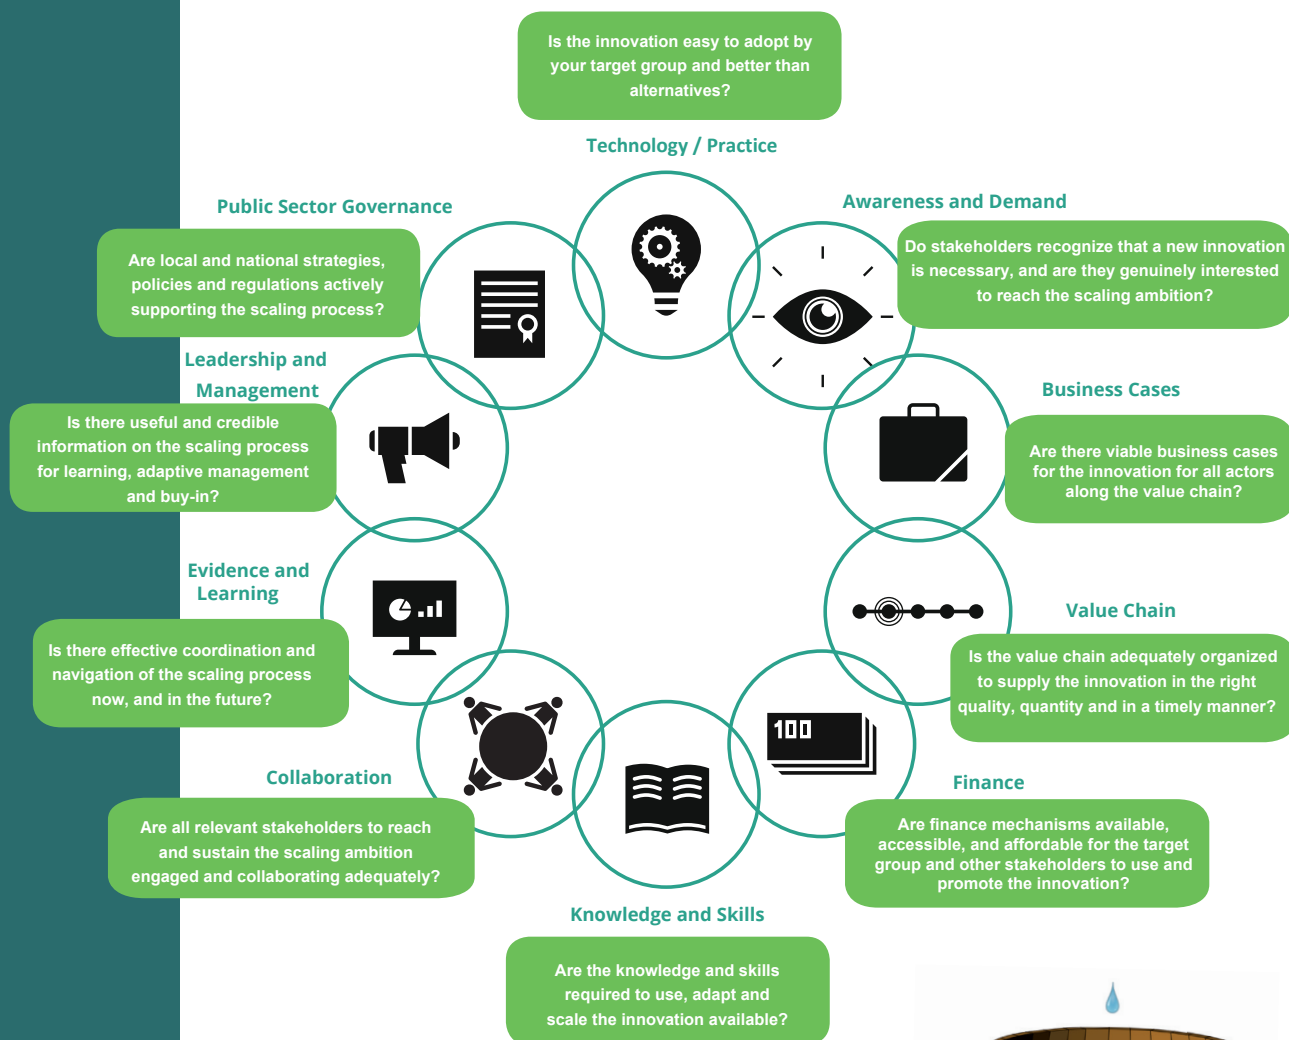 Is the innovation easy to adopt by
your target group and better than
alternatives?
Technology / Practice
Awareness and Demand
Do stakeholders recognize that a new innovation
is necessary, and are they genuinely interested
to reach the scaling ambition?
Business Cases
Are there viable business cases
for the innovation for all actors
along the value chain?
Value Chain
Is the value chain adequately organized
to supply the innovation in the right
quality, quantity and in a timely manner?
100
Finance
Are finance mechanisms available,
accessible, and affordable for the target
group and other stakeholders to use and
promote the innovation?
Knowledge and Skills
Are the knowledge and skills
required to use, adapt and
scale the innovation available?
Collaboration
Are all relevant stakeholders to reach
and sustain the scaling ambition
engaged and collaborating adequately?
Evidence and
Learning
Is there effective coordination and
navigation of the scaling process
now, and in the future?
Leadership and
Management
Is there useful and credible
information on the scaling process
for learning, adaptive management
and buy-in?
Public Sector Governance
Are local and national strategies,
policies and regulations actively
supporting the scaling process?